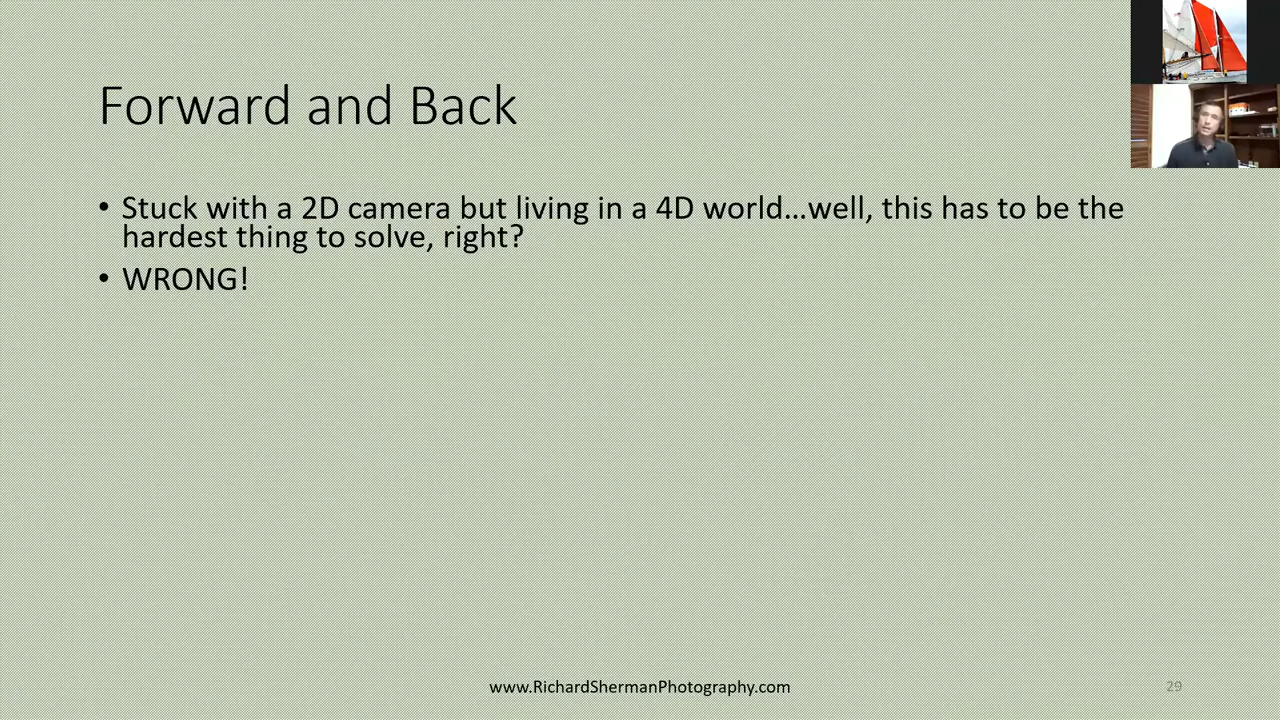 Forward and Back
• Stuck with a 2D camera but living in a 4D world...well, this has to be the
hardest thing to solve, right?
• WRONG!
www.RichardShermanPhotography.com
29